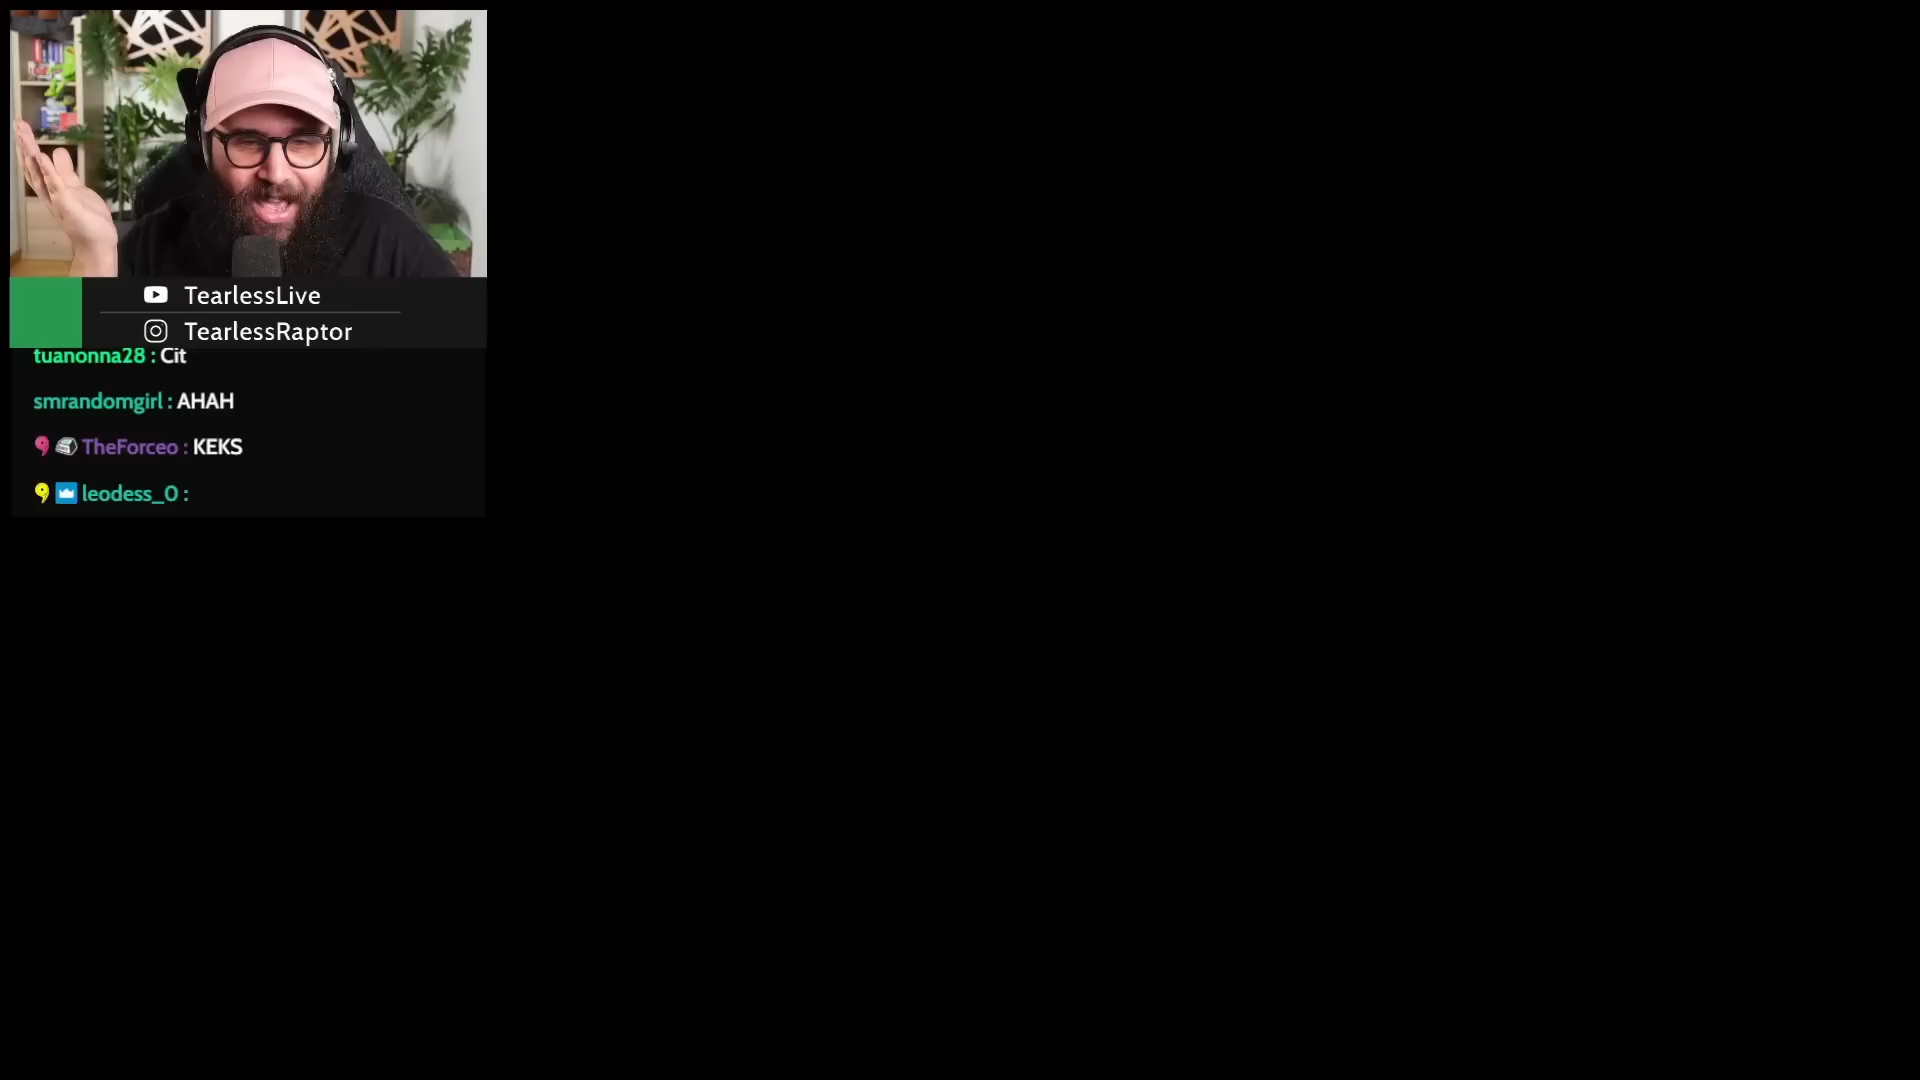 TearlessLive
TearlessRaptor
tuanonna28 : Cit
smrandomgirl : AHAH
TheForceo : KEKS
leodess_0 :